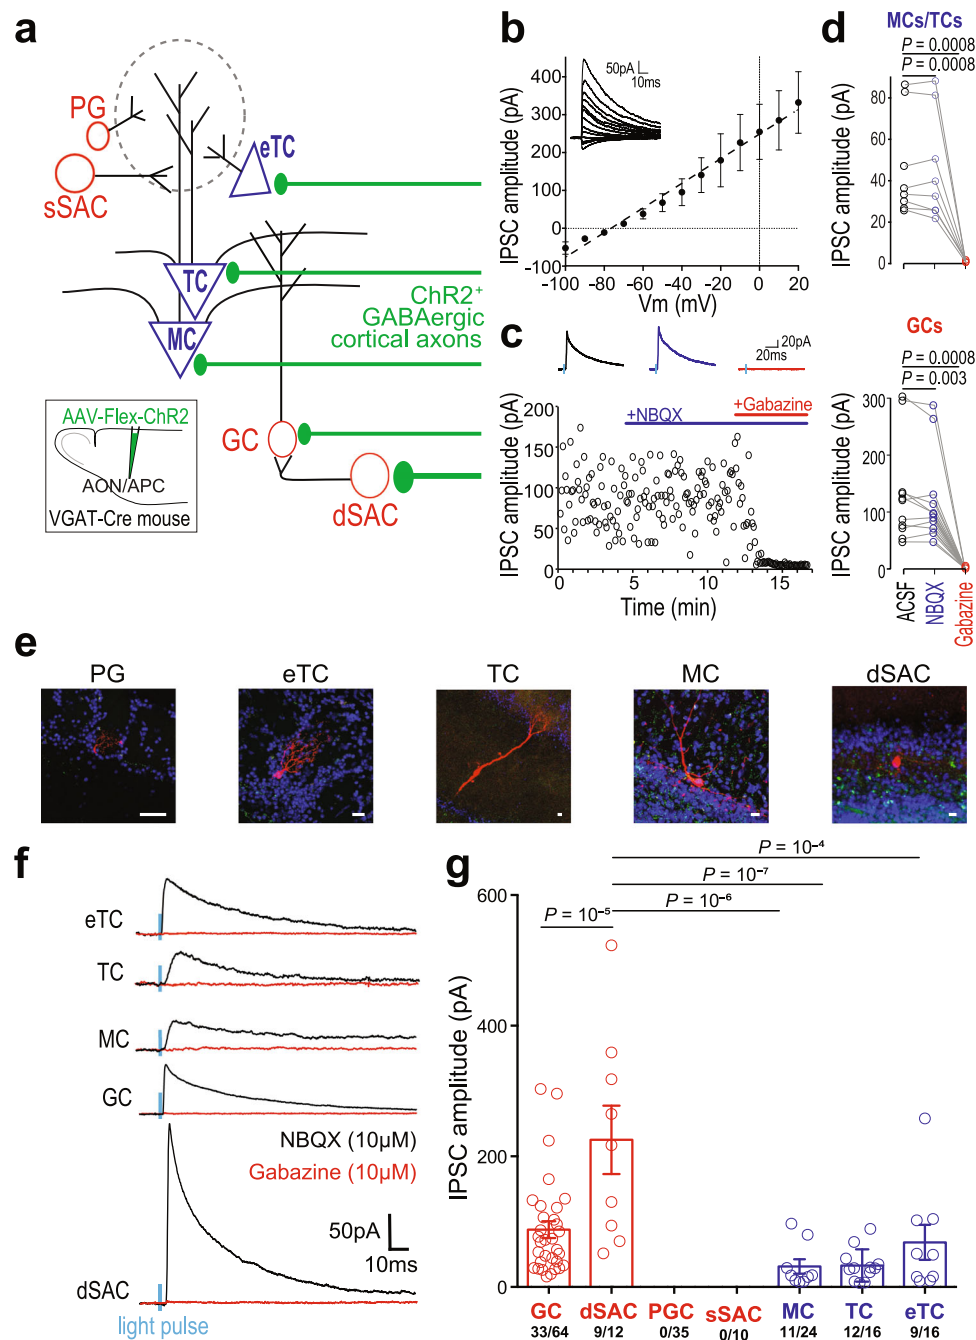 a
PG
eTC
sSAC
TC
MC
ChR2⁺
GABAergic
cortical axons
AAV-Flex-ChR2
AON/APC
VGAT-Cre mouse
GC
dSAC
b
50pA
10ms
IPSC amplitude (pA)
400
300
200
100
0
-100
-100 -80 -60 -40 -20 0 20
Vm (mV)
c
20pA
20ms
+NBQX
+Gabazine
IPSC amplitude (pA)
200
150
100
50
0
0 5 10 15
Time (min)
d
MCs/TCs
P = 0.0008
P = 0.0008
IPSC amplitude (pA)
80
60
40
20
0
GCs
P = 0.0008
P = 0.003
IPSC amplitude (pA)
300
200
100
0
ACSF
NBQX
Gabazine
e
PG eTC TC MC dSAC
f
eTC
TC
MC
GC
NBQX (10µM)
Gabazine (10µM)
50pA
10ms
dSAC
light pulse
g
P = 10⁻⁴
P = 10⁻⁷
P = 10⁻⁶
P = 10⁻⁵
IPSC amplitude (pA)
600
400
200
0
GC dSAC PGC sSAC MC TC eTC
33/64 9/12 0/35 0/10 11/24 12/16 9/16